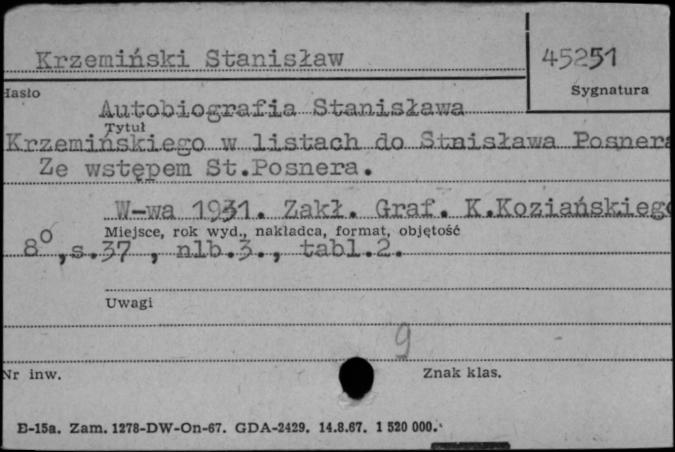 Krzemiński Stanisław
45251
Hasło
Sygnatura
Autobiografia Stanisława
Tytuł
Krzemińskiego w listach do Stnisława Posnera
Ze wstępem St.Posnera.
W-wa 1931. Zakł. Graf. K.Koziańskiego
Miejsce, rok wyd., nakładca, format, objętość
8⁰,s.37 , nlb.3., tabl.2.
Uwagi
9
Nr inw.
Znak klas.
E-15a. Zam. 1278-DW-On-67. GDA-2429. 14.8.67. 1 520 000.